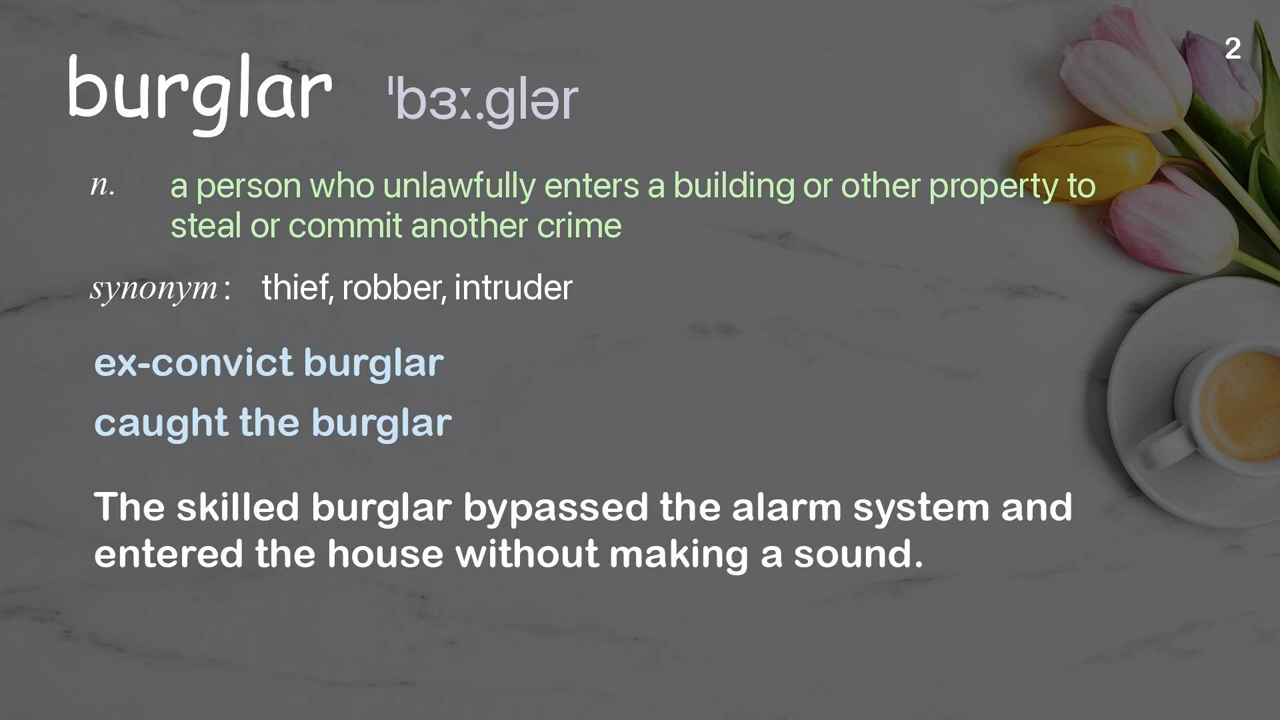 burglar ˈbɜː.ɡlər
2
n. a person who unlawfully enters a building or other property to
steal or commit another crime
synonym : thief, robber, intruder
ex-convict burglar
caught the burglar
The skilled burglar bypassed the alarm system and
entered the house without making a sound.